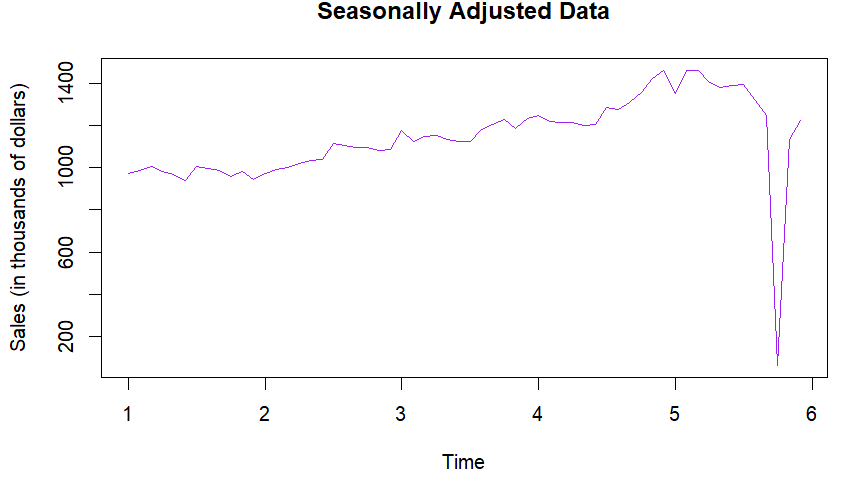 Seasonally Adjusted Data
Sales (in thousands of dollars)
1400
1000
600
200
1 2 3 4 5 6
Time